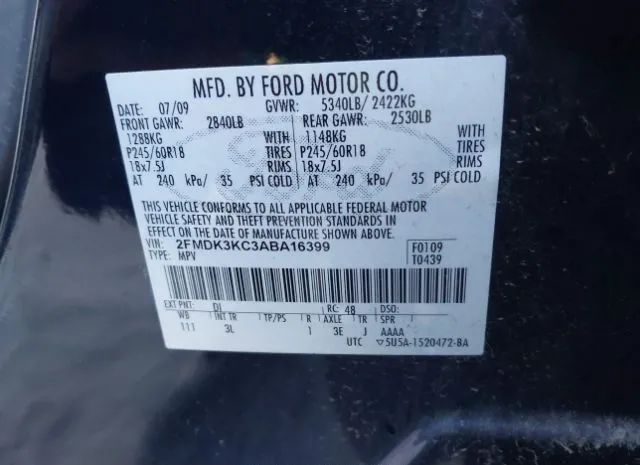 MFD. BY FORD MOTOR CO.
DATE: 07/09 GVWR: 5340LB/ 2422KG
FRONT GAWR: 2840LB REAR GAWR: 2530LB
1288KG WITH 1148KG WITH
P245/60R18 TIRES P245/60R18 TIRES
18x7.5J RIMS 18x7.5J RIMS
AT 240 kPa/ 35 PSI COLD AT 240 kPa/ 35 PSI COLD
THIS VEHICLE CONFORMS TO ALL APPLICABLE FEDERAL MOTOR
VEHICLE SAFETY AND THEFT PREVENTION STANDARDS IN
EFFECT ON THE DATE OF MANUFACTURE SHOWN ABOVE.
VIN: 2FMDK3KC3ABA16399 F0109
TYPE: MPV T0439
EXT PNT: DI RC: 48 DSO:
WB INT TR TP/PS R AXLE TR SPR
111 3L 1 3E J AAAA
UTC ▽5U5A-1520472-BA
Ford